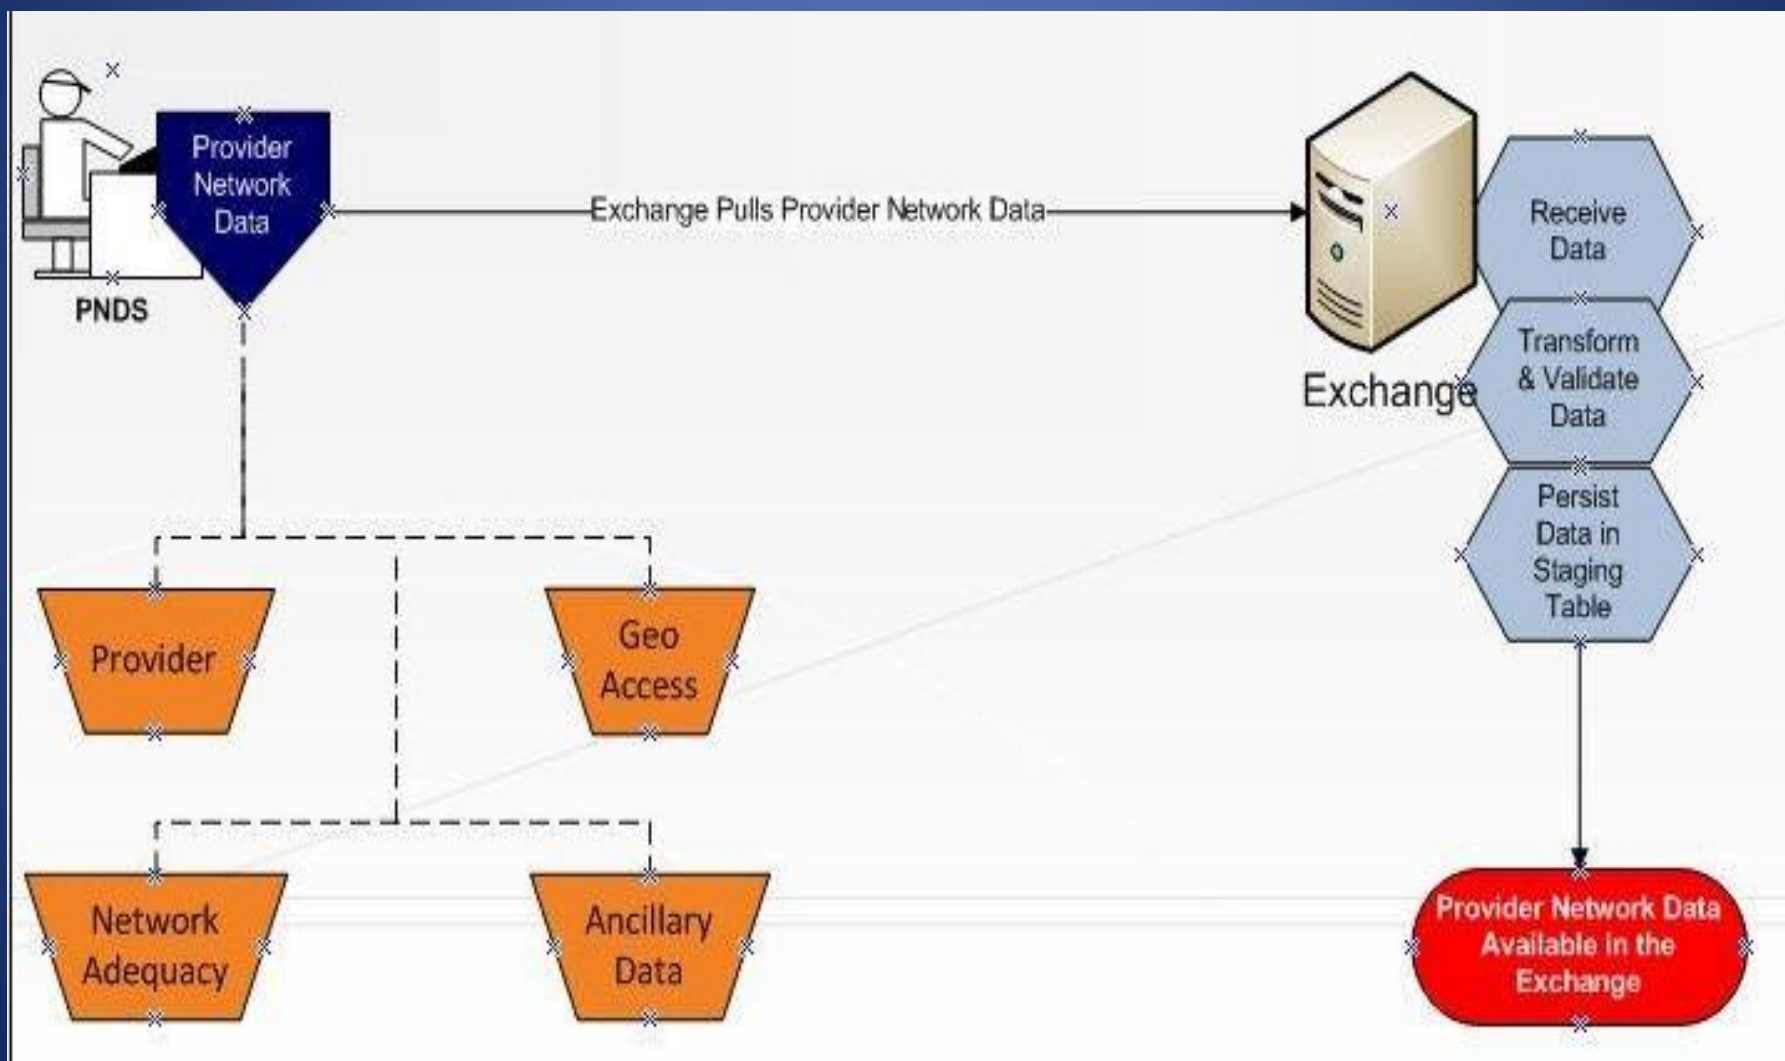 Provider
Network
Data
PNDS
Exchange Pulls Provider Network Data
Exchange
Receive
Data
Transform
& Validate
Data
Persist
Data in
Staging
Table
Provider
Geo
Access
Network
Adequacy
Ancillary
Data
Provider Network Data
Available in the
Exchange